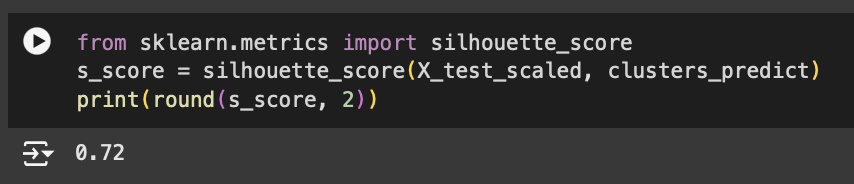 from sklearn.metrics import silhouette_score
s_score = silhouette_score(X_test_scaled, clusters_predict)
print(round(s_score, 2))
0.72